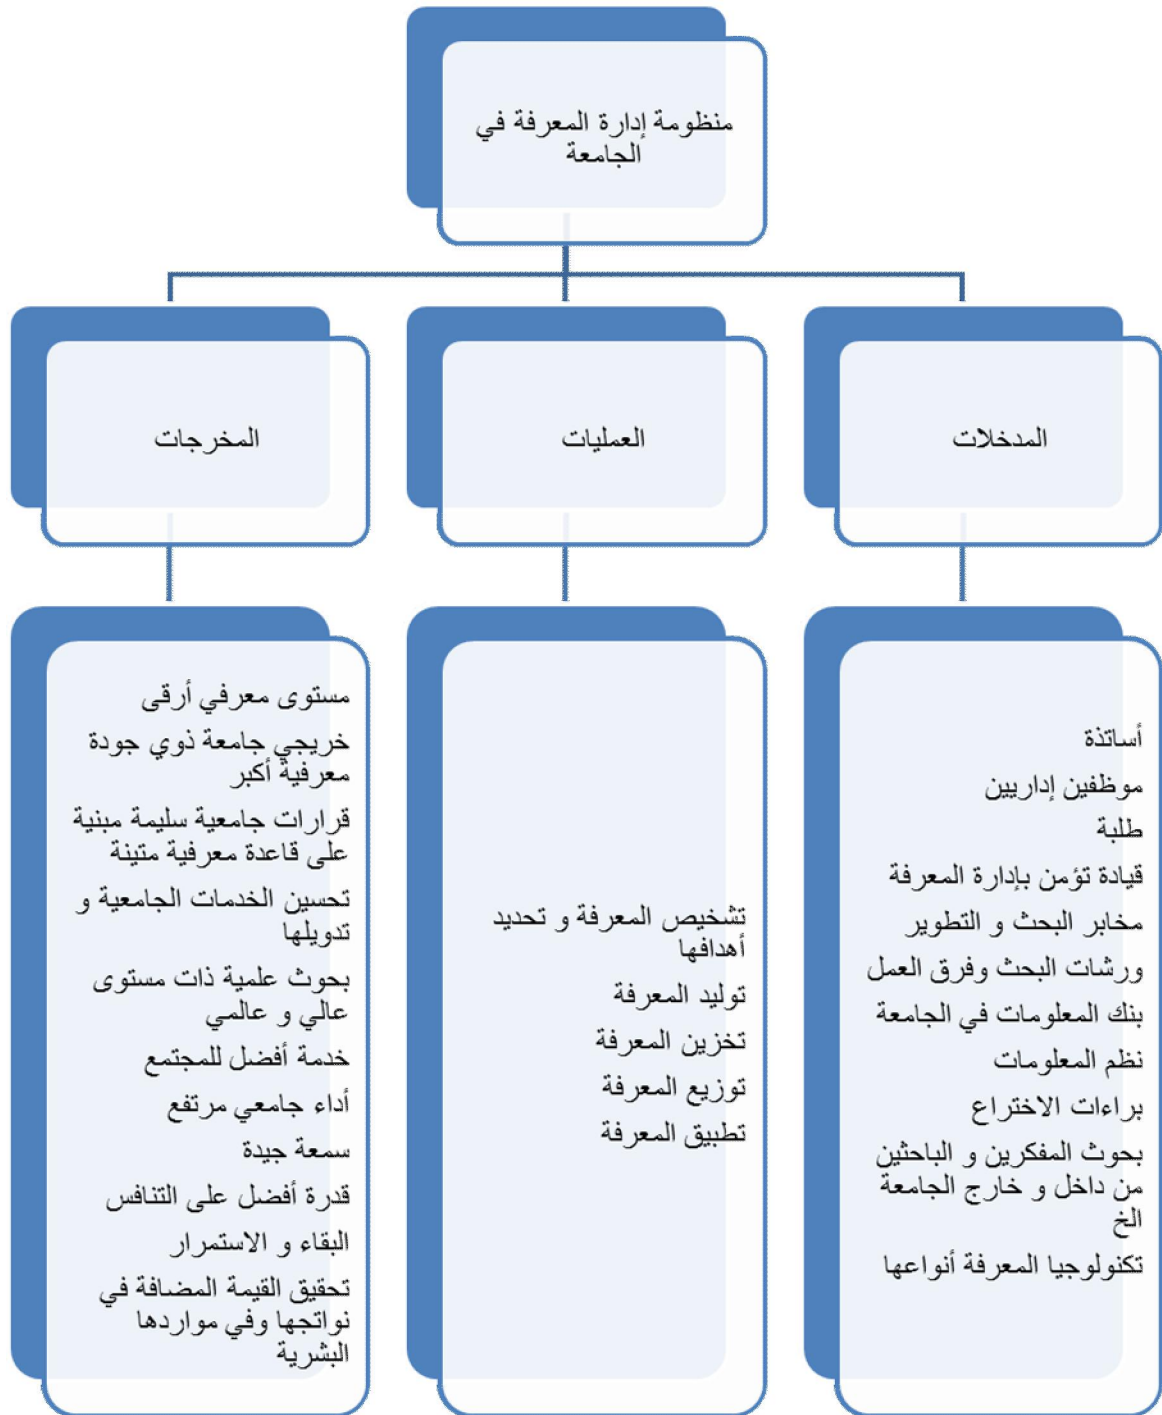 منظومة إدارة المعرفة في
الجامعة
المدخلات
العمليات
المخرجات
أساتذة
موظفين إداريين
طلبة
قيادة تؤمن بإدارة المعرفة
مخابر البحث و التطوير
ورشات البحث وفرق العمل
بنك المعلومات في الجامعة
نظم المعلومات
براءات الاختراع
بحوث المفكرين و الباحثين
من داخل و خارج الجامعة
الخ
تكنولوجيا المعرفة أنواعها
تشخيص المعرفة و تحديد
أهدافها
توليد المعرفة
تخزين المعرفة
توزيع المعرفة
تطبيق المعرفة
مستوى معرفي أرقى
خريجي جامعة ذوي جودة
معرفية أكبر
قرارات جامعية سليمة مبنية
على قاعدة معرفية متينة
تحسين الخدمات الجامعية و
تدويلها
بحوث علمية ذات مستوى
عالي و عالمي
خدمة أفضل للمجتمع
أداء جامعي مرتفع
سمعة جيدة
قدرة أفضل على التنافس
البقاء و الاستمرار
تحقيق القيمة المضافة في
نواتجها وفي مواردها
البشرية